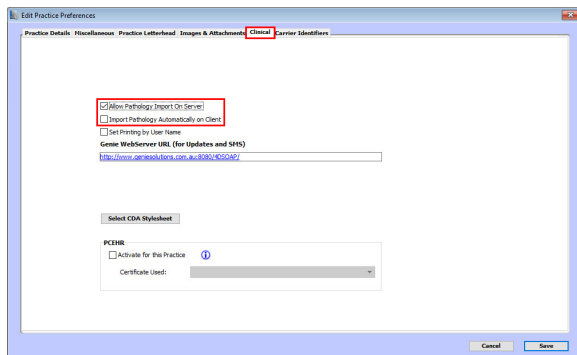 Edit Practice Preferences
Practice Details Miscellaneous Practice Letterhead Images & Attachments Clinical Carrier Identifiers
Allow Pathology Import On Server
Import Pathology Automatically on Client
Set Printing by User Name
Genie WebServer URL (for Updates and SMS)
http://www.geniesolutions.com.au:8080/4DSOAP/
Select CDA Stylesheet
PCEHR
Activate for this Practice
Certificate Used:
Cancel Save